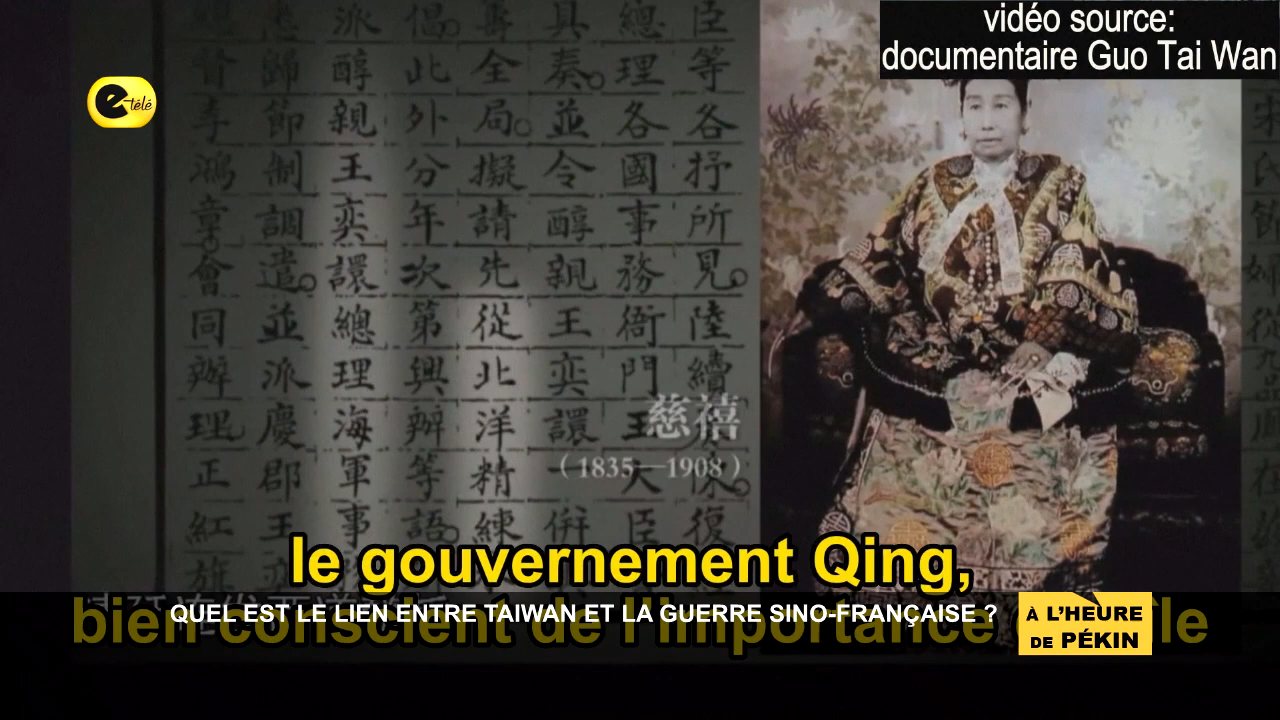 vidéo source:
documentaire Guo Tai Wan
e-télé
臣等各抒所見陸續
總理各國事務衙門王大臣
具奏並令醇親王奕譞
善全局擬請先從北洋精練
此外分年次第興辦等語
派醇親王奕譞總理海軍事
歸節制調遣並派慶郡王
督李鴻章會同辦理正紅旗
慈禧
（1835—1908）
le gouvernement Qing,
bien conscient de l'importance
le
QUEL EST LE LIEN ENTRE TAIWAN ET LA GUERRE SINO-FRANÇAISE ?
À L'HEURE
DE PÉKIN